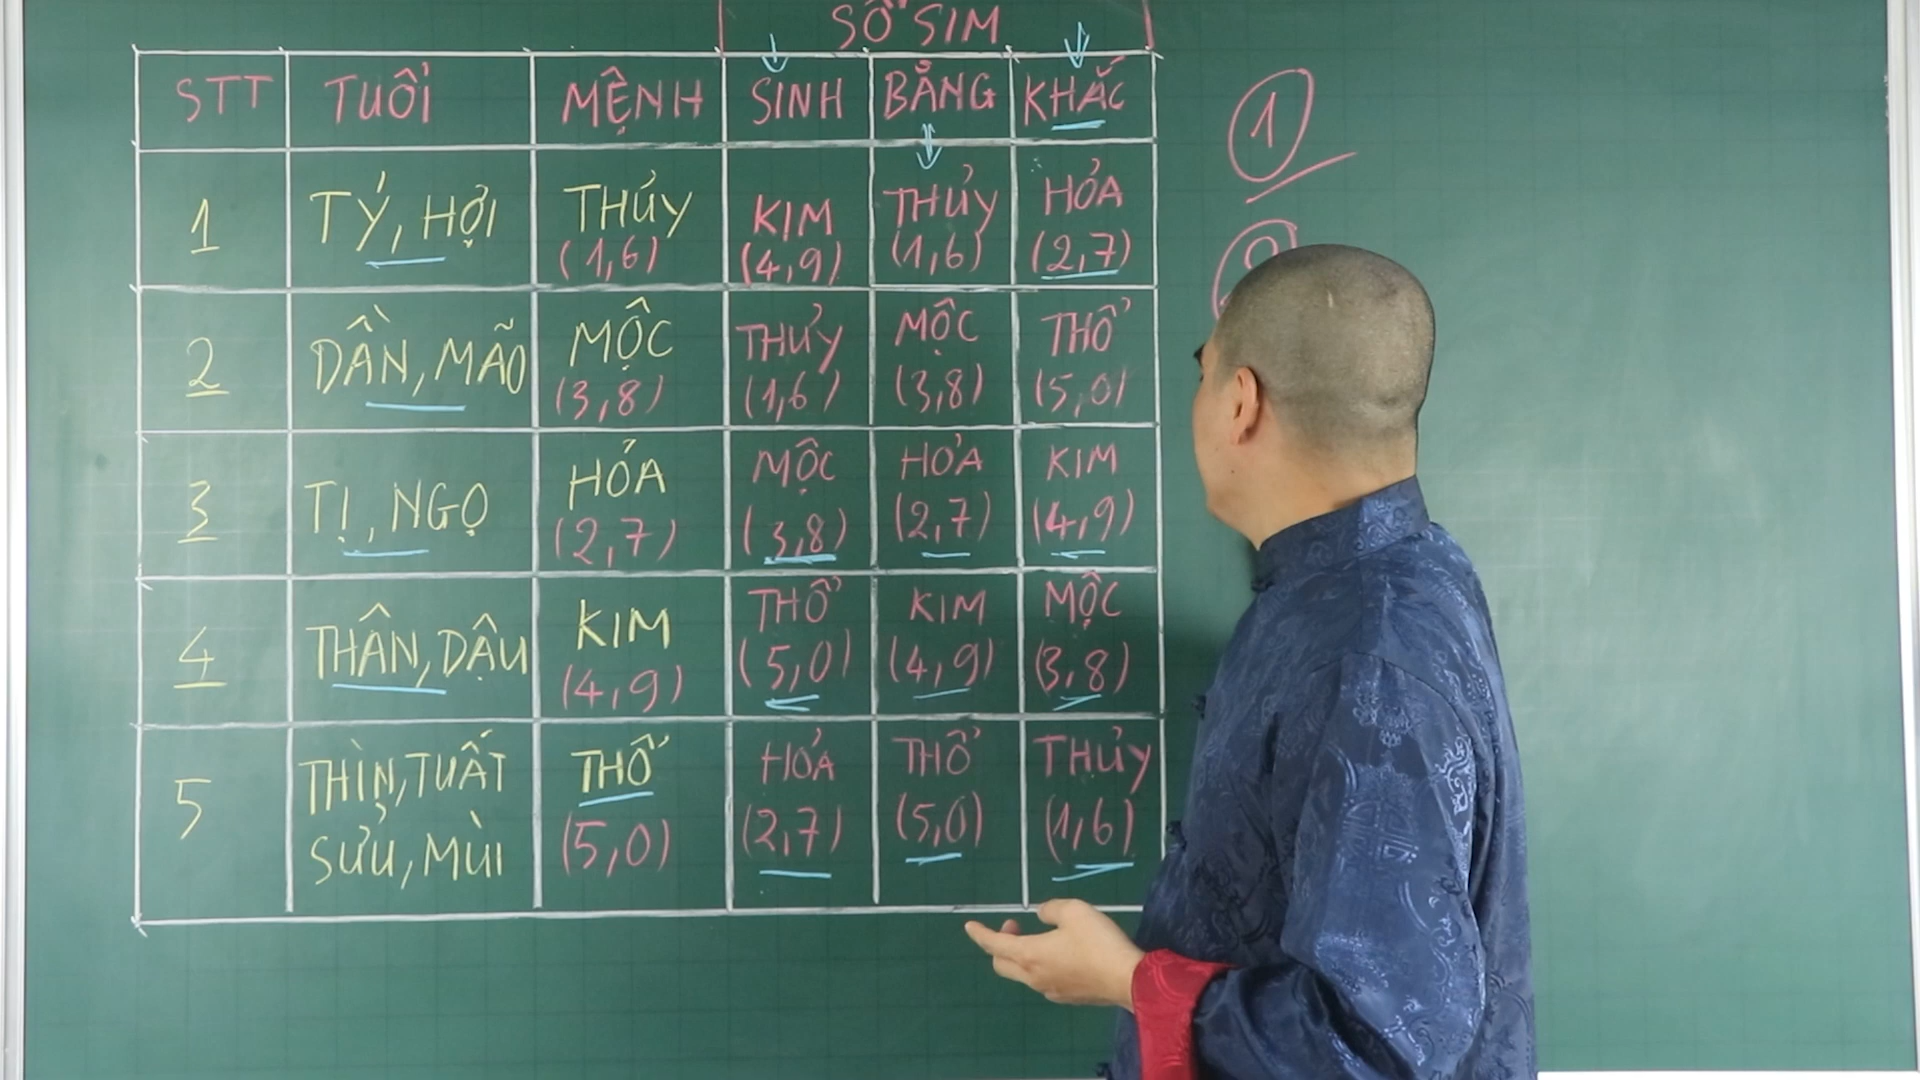 SỐ SIM
STT TUỔI MỆNH SINH BẰNG KHẮC
1 TÝ, HỢI THỦY (1,6) KIM (4,9) THỦY (1,6) HỎA (2,7)
2 DẦN, MÃO MỘC (3,8) THỦY (1,6) MỘC (3,8) THỔ (5,0)
3 TỊ, NGỌ HỎA (2,7) MỘC (3,8) HỎA (2,7) KIM (4,9)
4 THÂN, DẬU KIM (4,9) THỔ (5,0) KIM (4,9) MỘC (3,8)
5 THÌN, TUẤT SỬU, MÙI THỔ (5,0) HỎA (2,7) THỔ (5,0) THỦY (1,6)
1